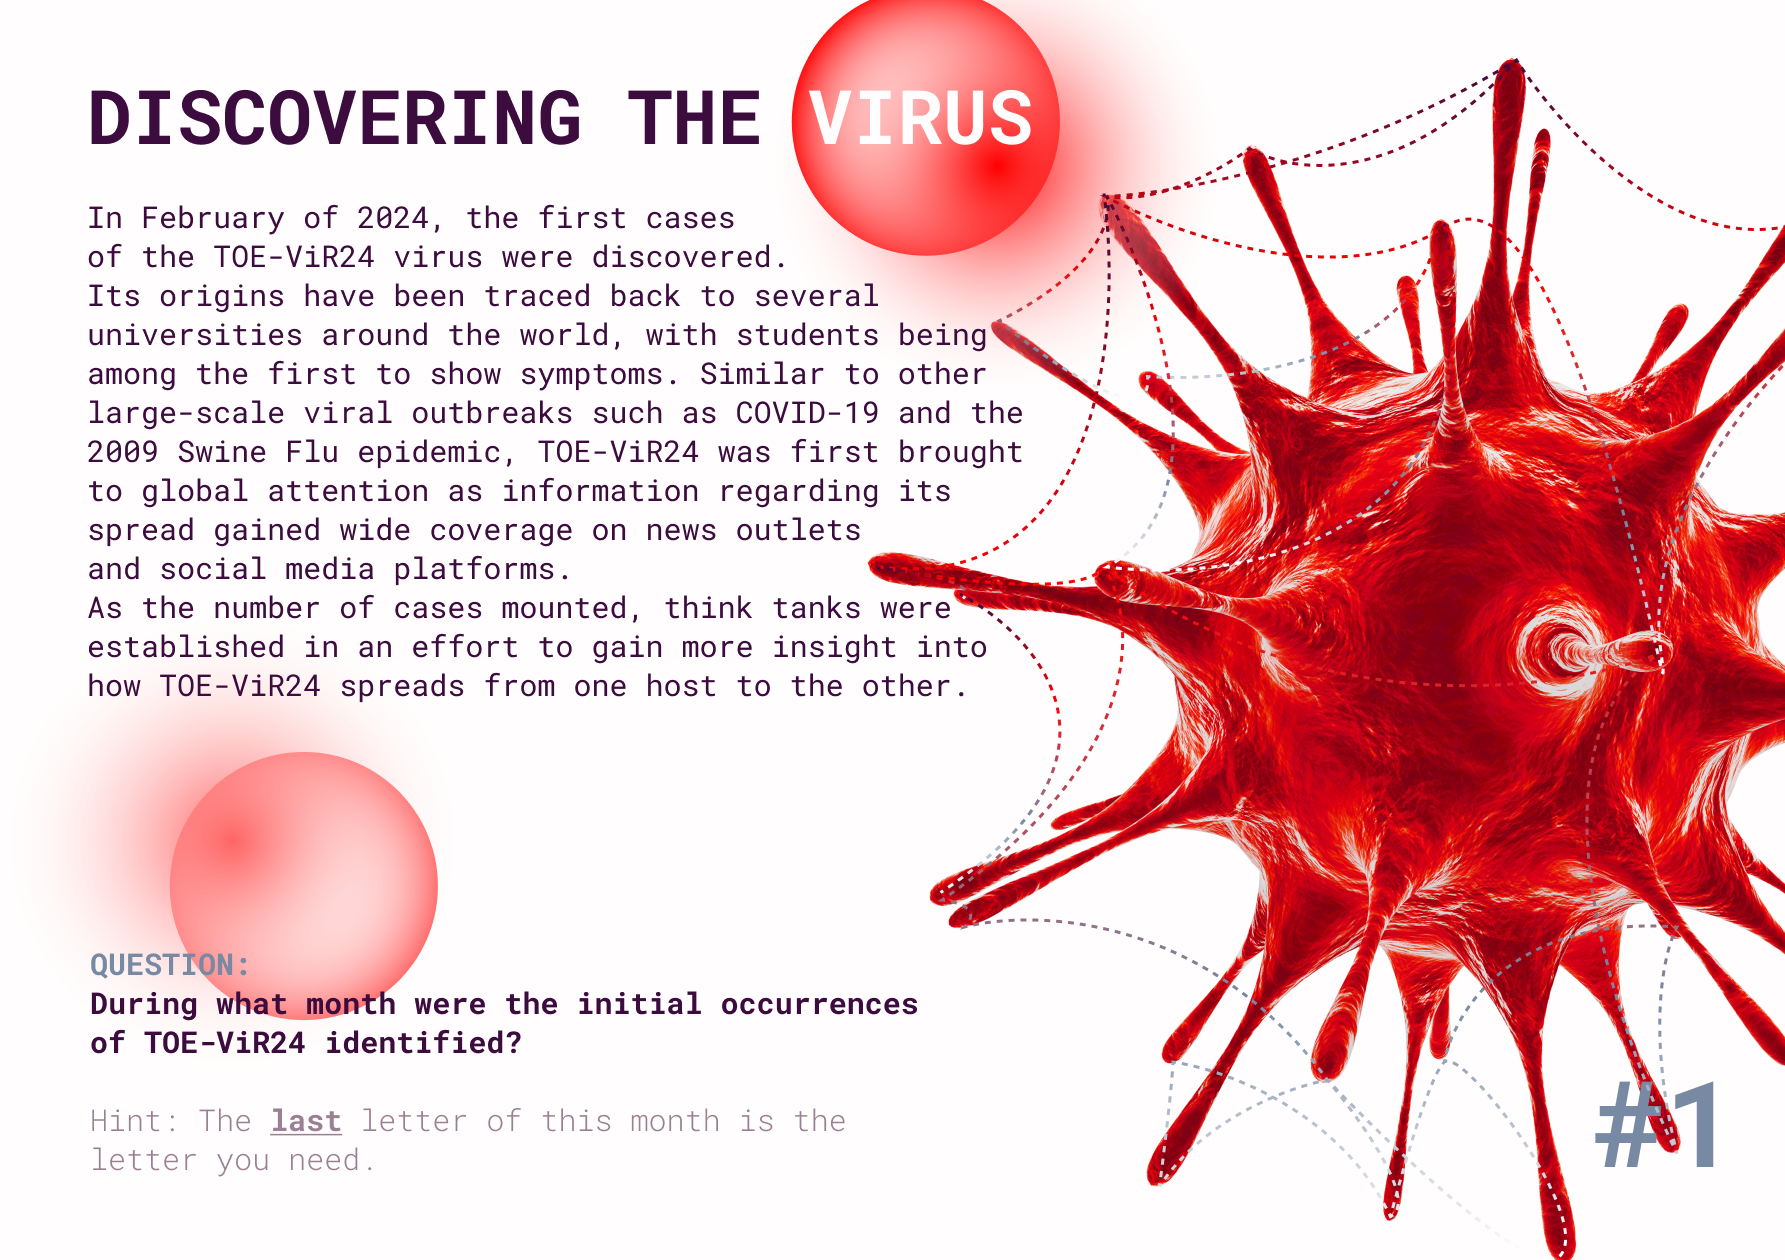 DISCOVERING THE VIRUS
In February of 2024, the first cases
of the TOE-ViR24 virus were discovered.
Its origins have been traced back to several
universities around the world, with students being
among the first to show symptoms. Similar to other
large-scale viral outbreaks such as COVID-19 and the
2009 Swine Flu epidemic, TOE-ViR24 was first brought
to global attention as information regarding its
spread gained wide coverage on news outlets
and social media platforms.
As the number of cases mounted, think tanks were
established in an effort to gain more insight into
how TOE-ViR24 spreads from one host to the other.
QUESTION:
During what month were the initial occurrences
of TOE-ViR24 identified?
Hint: The last letter of this month is the
letter you need.
#1